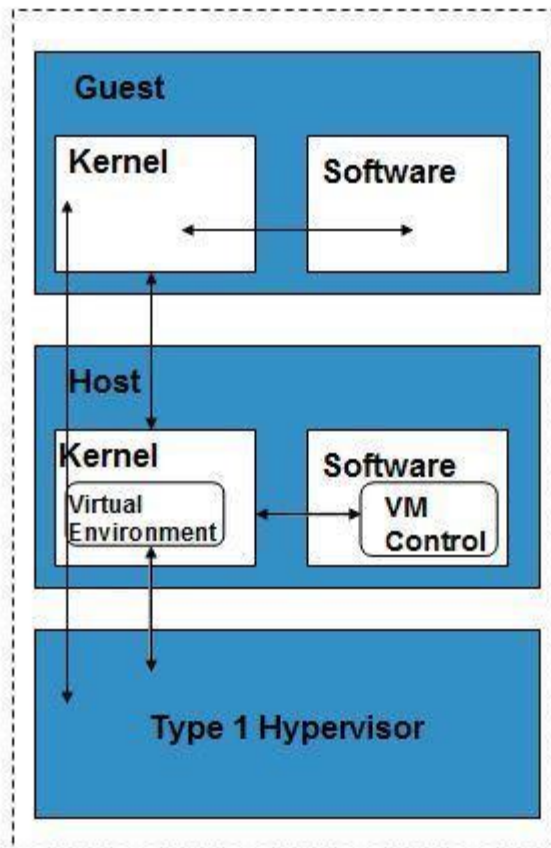 Guest
Kernel
Software
Host
Kernel
Virtual
Environment
Software
VM
Control
Type 1 Hypervisor